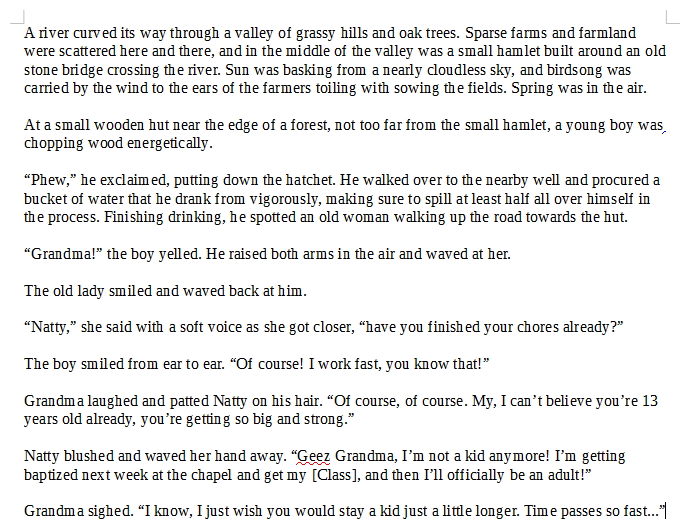 A river curved its way through a valley of grassy hills and oak trees. Sparse farms and farmland
were scattered here and there, and in the middle of the valley was a small hamlet built around an old
stone bridge crossing the river. Sun was basking from a nearly cloudless sky, and birdsong was
carried by the wind to the ears of the farmers toiling with sowing the fields. Spring was in the air.
At a small wooden hut near the edge of a forest, not too far from the small hamlet, a young boy was
chopping wood energetically.
“Phew,” he exclaimed, putting down the hatchet. He walked over to the nearby well and procured a
bucket of water that he drank from vigorously, making sure to spill at least half all over himself in
the process. Finishing drinking, he spotted an old woman walking up the road towards the hut.
“Grandma!” the boy yelled. He raised both arms in the air and waved at her.
The old lady smiled and waved back at him.
“Natty,” she said with a soft voice as she got closer, “have you finished your chores already?”
The boy smiled from ear to ear. “Of course! I work fast, you know that!”
Grandma laughed and patted Natty on his hair. “Of course, of course. My, I can’t believe you’re 13
years old already, you’re getting so big and strong.”
Natty blushed and waved her hand away. “Geez Grandma, I’m not a kid anymore! I’m getting
baptized next week at the chapel and get my [Class], and then I’ll officially be an adult!”
Grandma sighed. “I know, I just wish you would stay a kid just a little longer. Time passes so fast...”